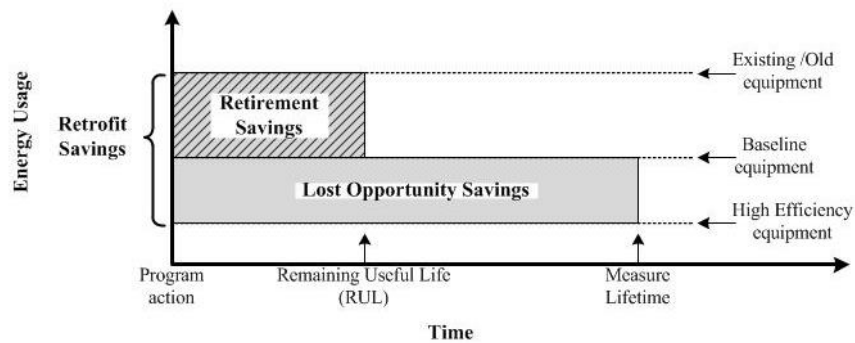 Energy Usage
Retrofit
Savings
Retirement
Savings
Lost Opportunity Savings
Existing /Old
equipment
Baseline
equipment
High Efficiency
equipment
Program
action
Remaining Useful Life
(RUL)
Measure
Lifetime
Time